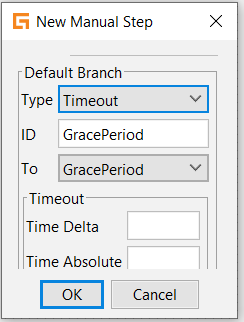 New Manual Step
Default Branch
Type Timeout
ID GracePeriod
To GracePeriod
Timeout
Time Delta
Time Absolute
OK Cancel